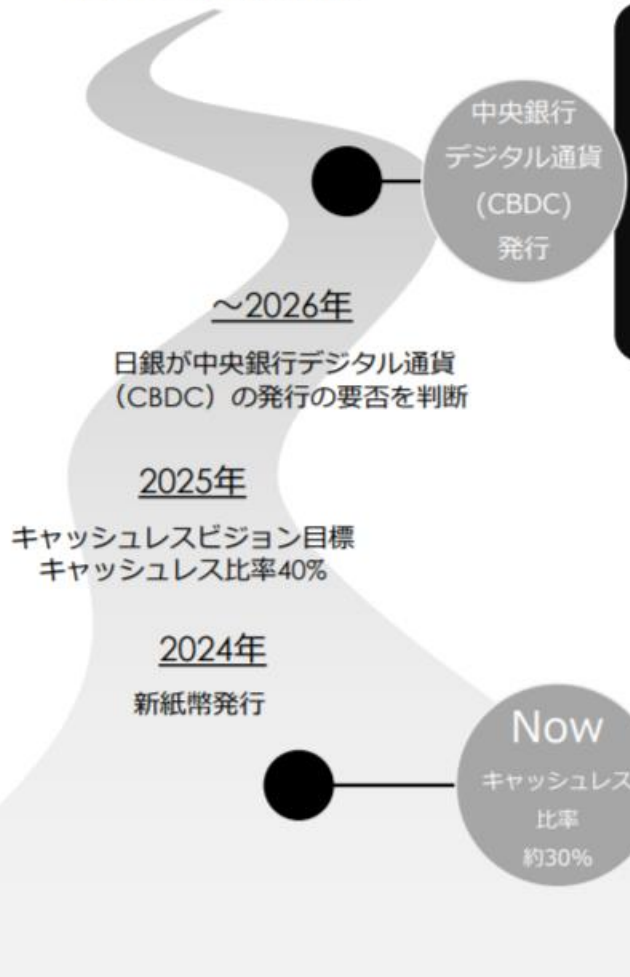 中央銀行
デジタル通貨
(CBDC)
発行
～2026年
日銀が中央銀行デジタル通貨
（CBDC）の発行の要否を判断
2025年
キャッシュレスビジョン目標
キャッシュレス比率40%
2024年
新紙幣発行
Now
キャッシュレス
比率
約30%